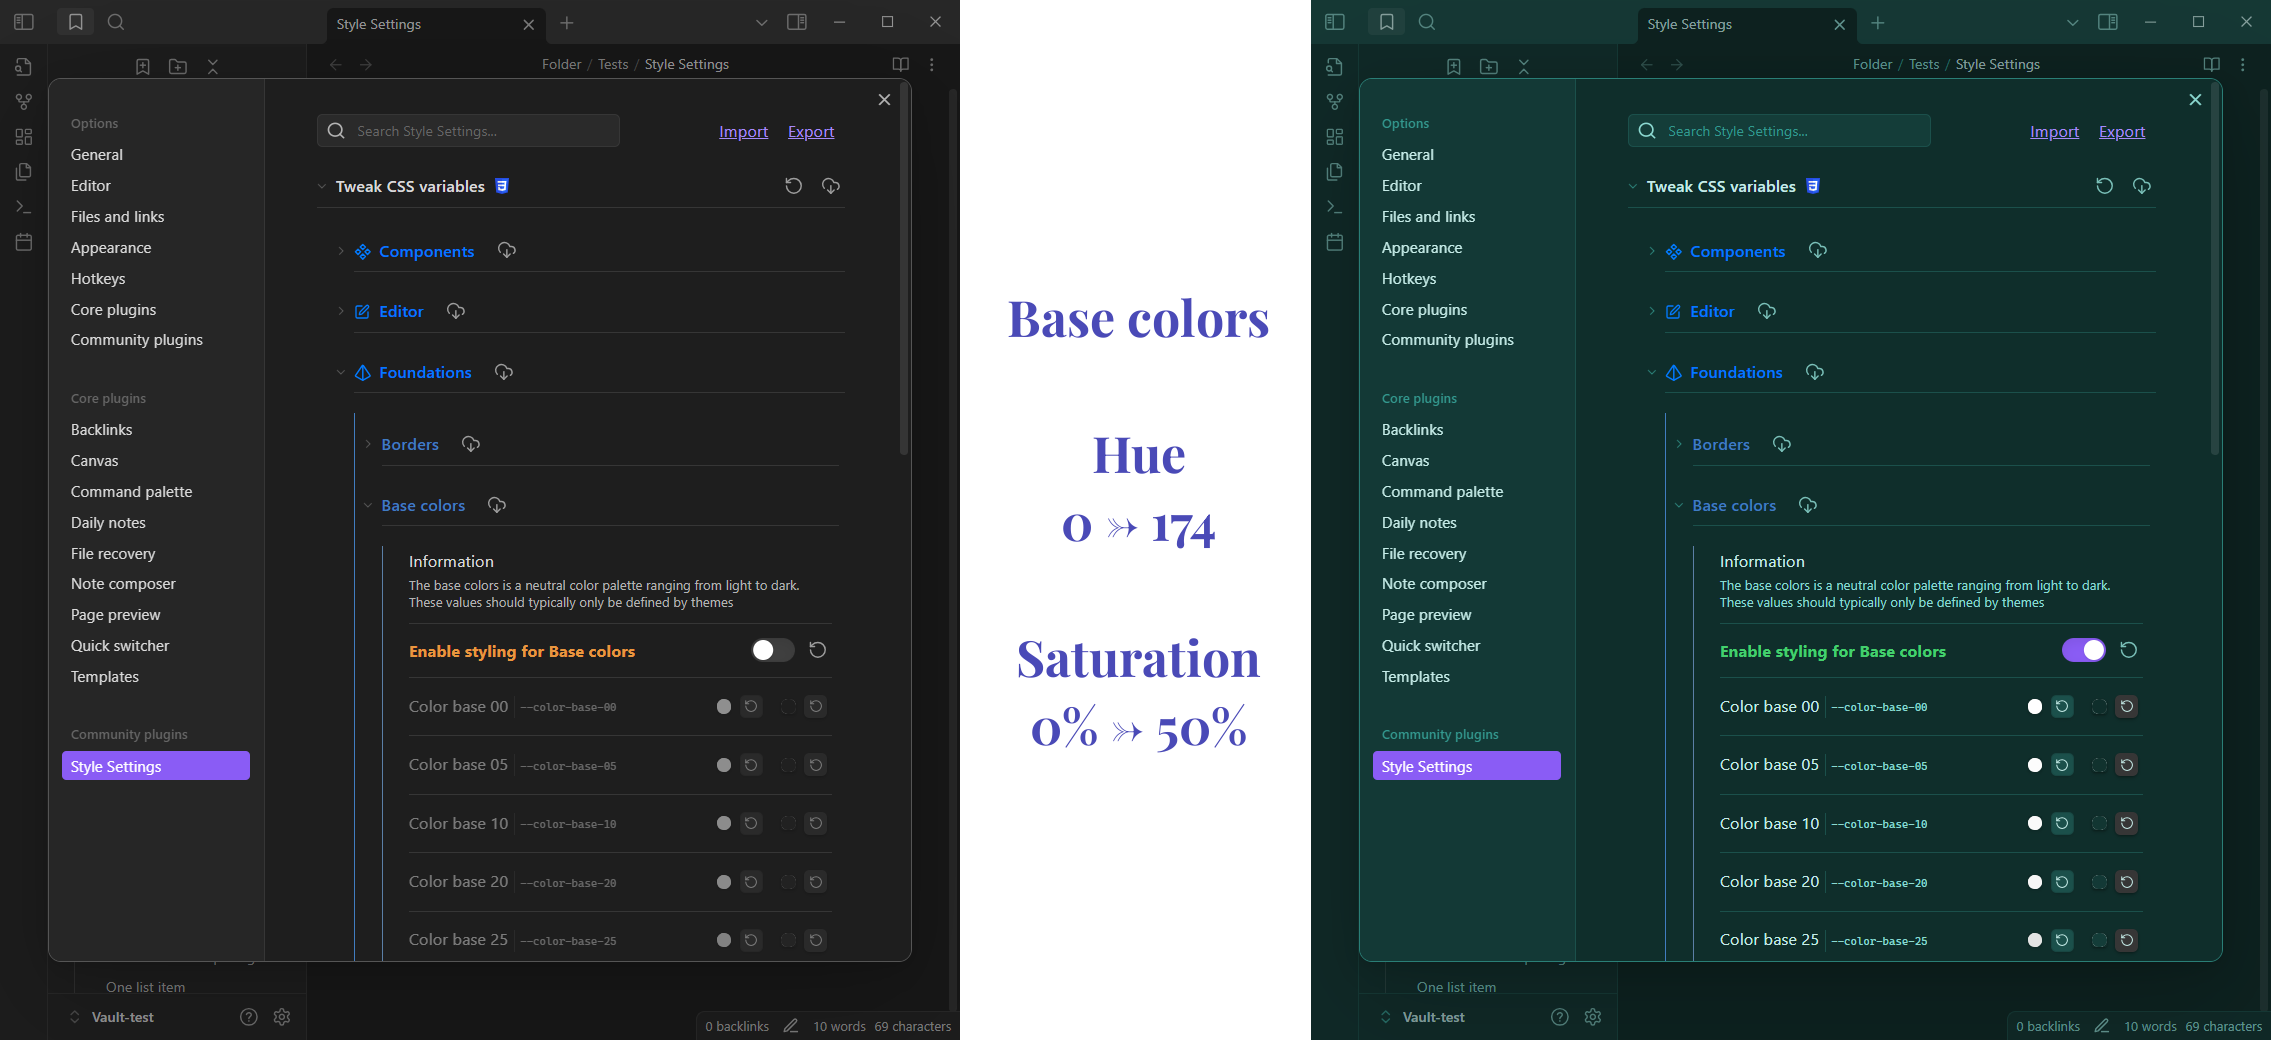 Style Settings
Folder / Tests / Style Settings
Options
General
Editor
Files and links
Appearance
Hotkeys
Core plugins
Community plugins
Core plugins
Backlinks
Canvas
Command palette
Daily notes
File recovery
Note composer
Page preview
Quick switcher
Templates
Community plugins
Style Settings
Search Style Settings...
Import Export
Tweak CSS variables
Components
Editor
Foundations
Borders
Base colors
Information
The base colors is a neutral color palette ranging from light to dark.
These values should typically only be defined by themes
Enable styling for Base colors
Color base 00 --color-base-00
Color base 05 --color-base-05
Color base 10 --color-base-10
Color base 20 --color-base-20
Color base 25 --color-base-25
One list item
Vault-test
0 backlinks 10 words 69 characters
Base colors
Hue
0 ➳ 174
Saturation
0% ➳ 50%
Style Settings
Folder / Tests / Style Settings
Options
General
Editor
Files and links
Appearance
Hotkeys
Core plugins
Community plugins
Core plugins
Backlinks
Canvas
Command palette
Daily notes
File recovery
Note composer
Page preview
Quick switcher
Templates
Community plugins
Style Settings
Search Style Settings...
Import Export
Tweak CSS variables
Components
Editor
Foundations
Borders
Base colors
Information
The base colors is a neutral color palette ranging from light to dark.
These values should typically only be defined by themes
Enable styling for Base colors
Color base 00 --color-base-00
Color base 05 --color-base-05
Color base 10 --color-base-10
Color base 20 --color-base-20
Color base 25 --color-base-25
One list item
Vault-test
0 backlinks 10 words 69 characters